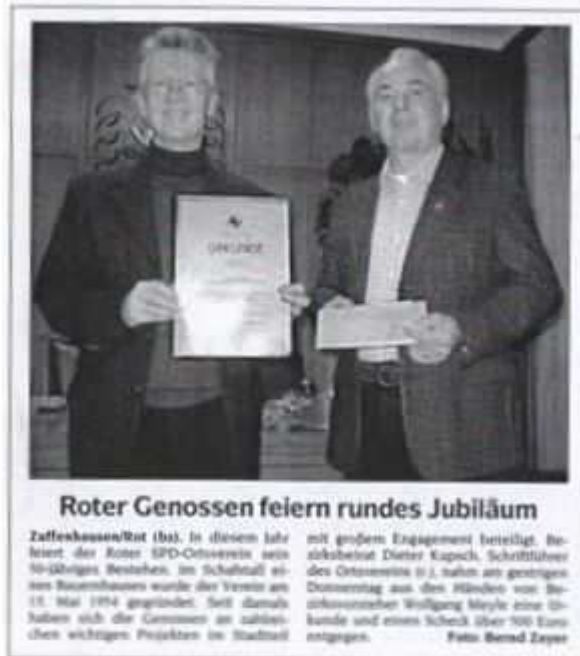 URKUNDE
Roter Genossen feiern rundes Jubiläum
Zuffenhausen/Rot (bz). In diesem Jahr
feiert der Roter SPD-Ortsverein sein
50-jähriges Bestehen. Im Schafstall ei-
nes Bauernhauses wurde der Verein am
15. Mai 1954 gegründet. Seit damals
haben sich die Genossen an zahlrei-
chen wichtigen Projekten im Stadtteil
mit großem Engagement beteiligt. Be-
zirksbeirat Dieter Kapsch, Schriftführer
des Ortsvereins (r.), nahm am gestrigen
Donnerstag aus den Händen von Be-
zirksvorsteher Wolfgang Meyle eine Ur-
kunde und einen Scheck über 500 Euro
entgegen. Foto: Bernd Zeyer